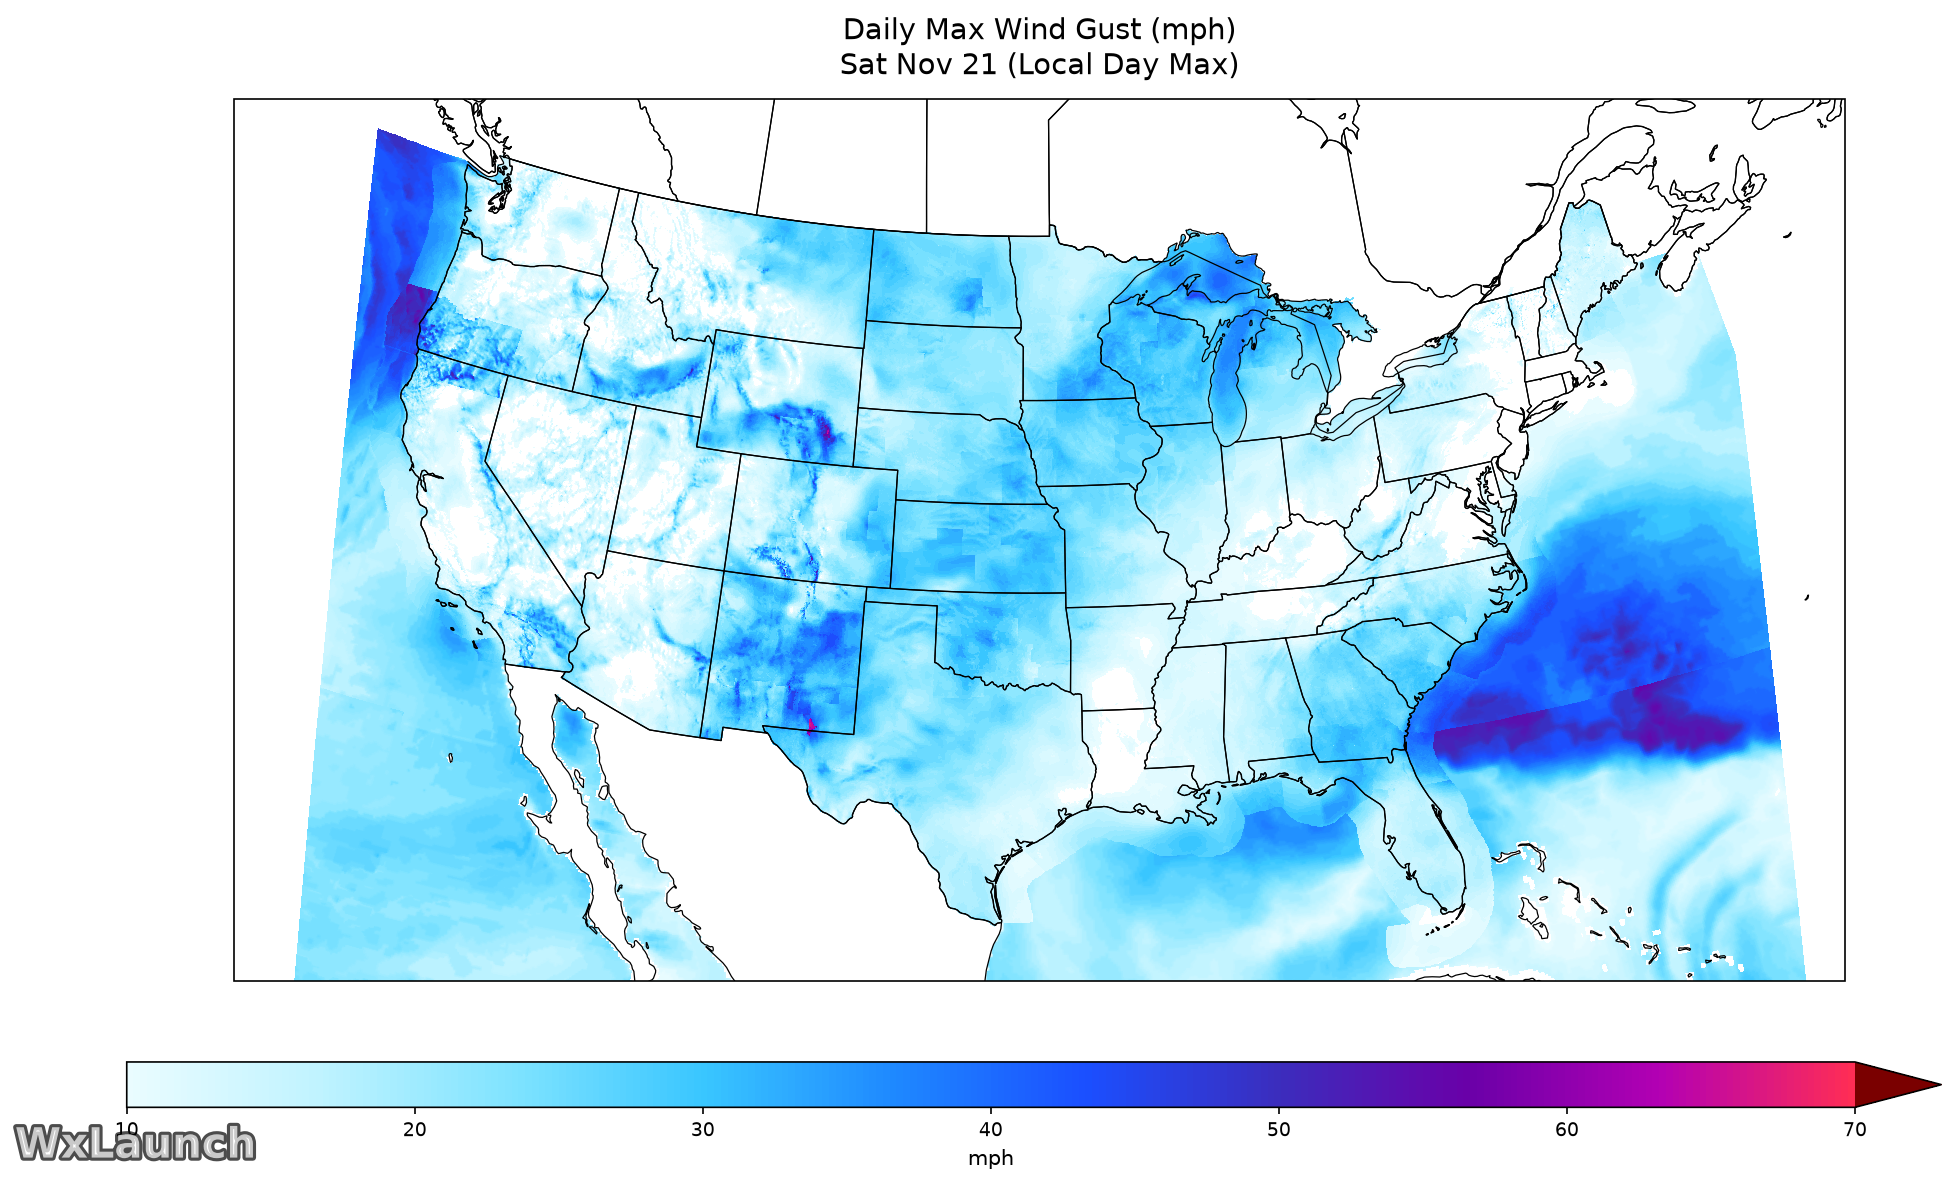 Daily Max Wind Gust (mph)
Sat Nov 21 (Local Day Max)
10 20 30 40 50 60 70
mph
WxLaunch